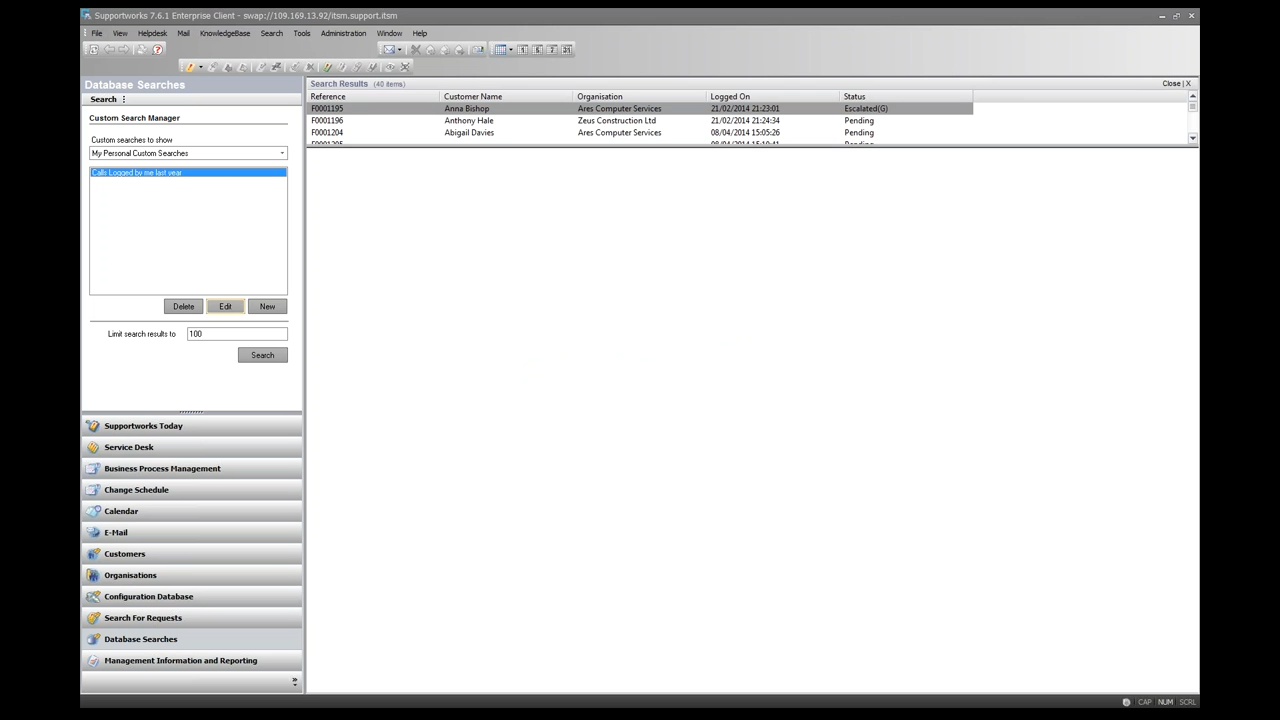 Supportworks 7.6.1 Enterprise Client - swap://109.169.13.92/itsm.support.itsm
File View Helpdesk Mail KnowledgeBase Search Tools Administration Window Help
Database Searches
Search Results (40 items) Close | X
Search
Reference Customer Name Organisation Logged On Status
F0001195 Anna Bishop Ares Computer Services 21/02/2014 21:23:01 Escalated(G)
F0001196 Anthony Hale Zeus Construction Ltd 21/02/2014 21:24:34 Pending
F0001204 Abigail Davies Ares Computer Services 08/04/2014 15:05:26 Pending
Custom Search Manager
Custom searches to show
My Personal Custom Searches
Calls Logged by me last year
Delete Edit New
Limit search results to 100
Search
Supportworks Today
Service Desk
Business Process Management
Change Schedule
Calendar
E-Mail
Customers
Organisations
Configuration Database
Search For Requests
Database Searches
Management Information and Reporting
CAP NUM SCRL